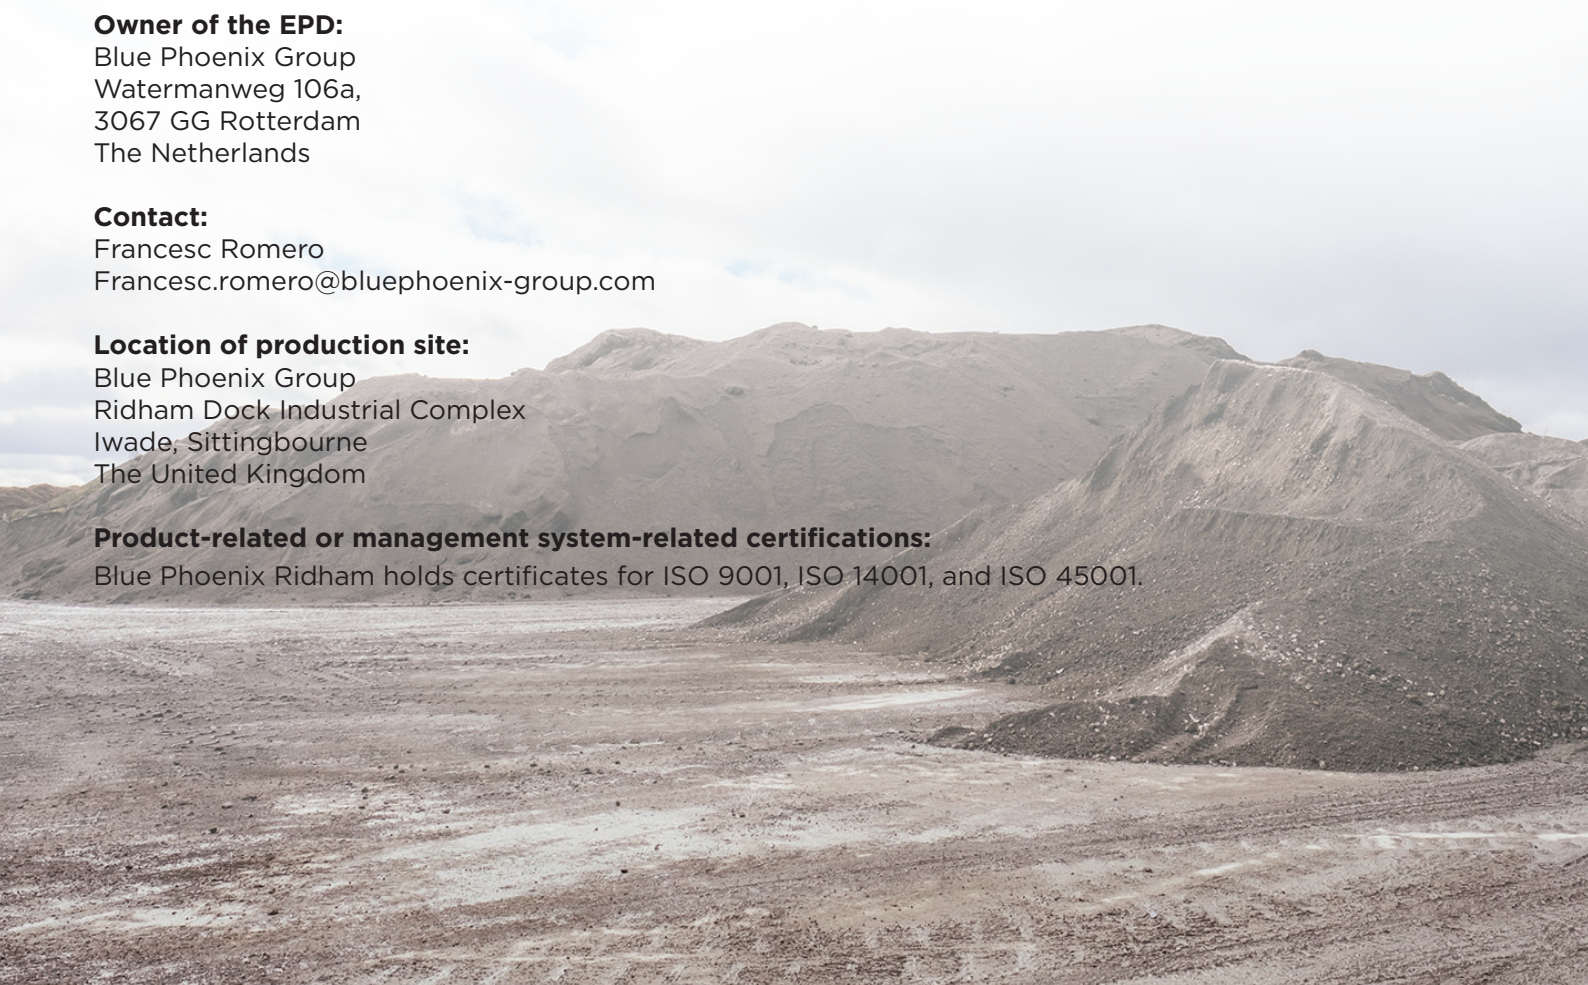 Owner of the EPD:
Blue Phoenix Group
Watermanweg 106a,
3067 GG Rotterdam
The Netherlands
Contact:
Francesc Romero
Francesc.romero@bluephoenix-group.com
Location of production site:
Blue Phoenix Group
Ridham Dock Industrial Complex
Iwade, Sittingbourne
The United Kingdom
Product-related or management system-related certifications:
Blue Phoenix Ridham holds certificates for ISO 9001, ISO 14001, and ISO 45001.